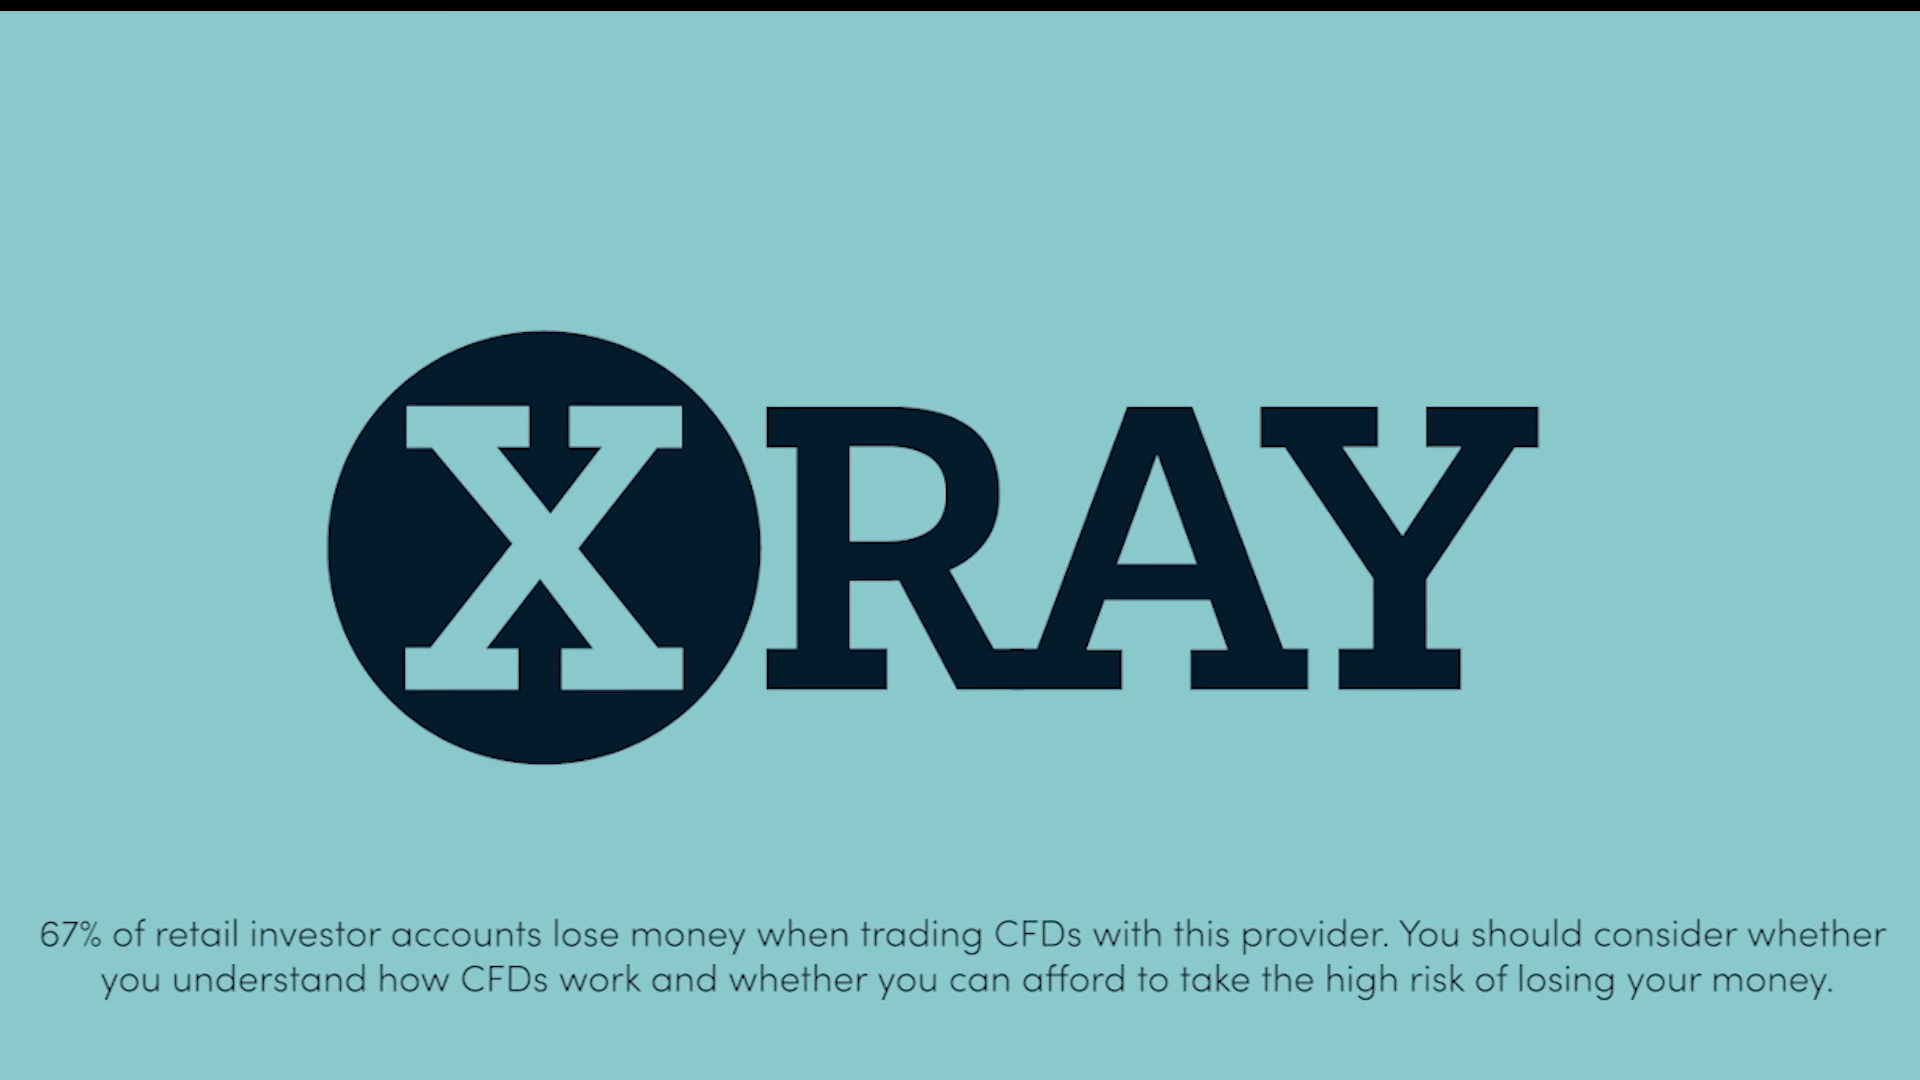 XRAY
67% of retail investor accounts lose money when trading CFDs with this provider. You should consider whether
you understand how CFDs work and whether you can afford to take the high risk of losing your money.